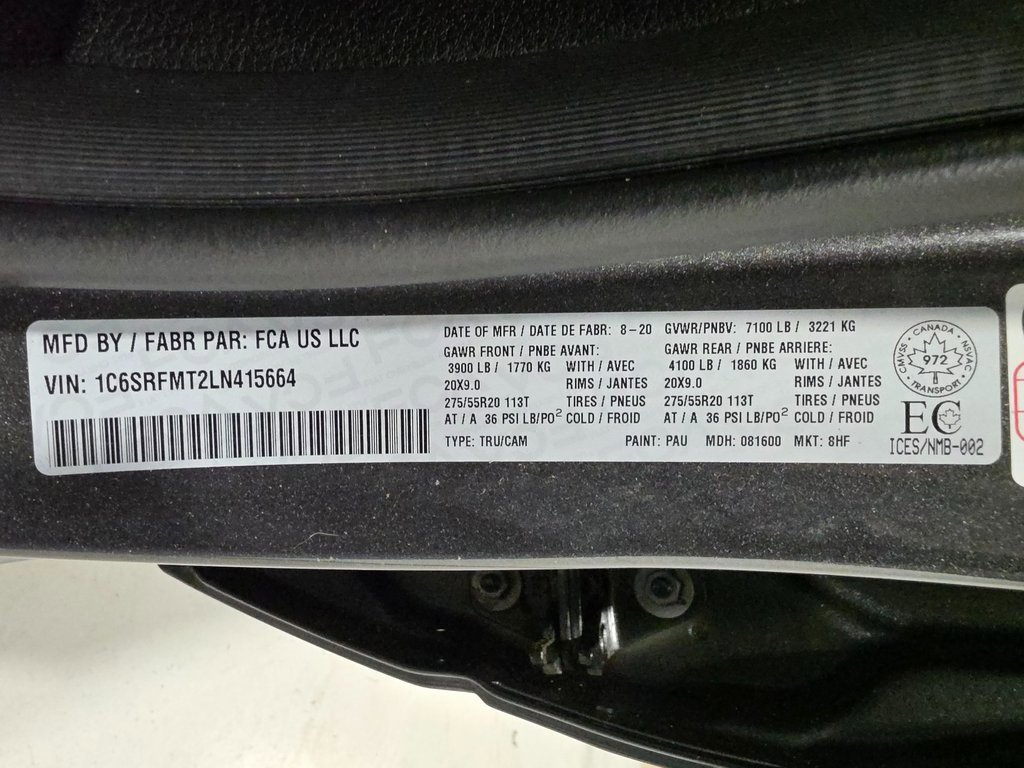 MFD BY / FABR PAR: FCA US LLC
VIN: 1C6SRFMT2LN415664
DATE OF MFR / DATE DE FABR: 8-20 GVWR/PNBV: 7100 LB / 3221 KG
GAWR FRONT / PNBE AVANT: GAWR REAR / PNBE ARRIERE:
3900 LB / 1770 KG WITH / AVEC 4100 LB / 1860 KG WITH / AVEC
20X9.0 RIMS / JANTES 20X9.0 RIMS / JANTES
275/55R20 113T TIRES / PNEUS 275/55R20 113T TIRES / PNEUS
AT / A 36 PSI LB/PO² COLD / FROID AT / A 36 PSI LB/PO² COLD / FROID
TYPE: TRU/CAM PAINT: PAU MDH: 081600 MKT: 8HF
CANADA
CMVSS 972 NSVAC
TRANSPORT
EC
ICES/NMB-002